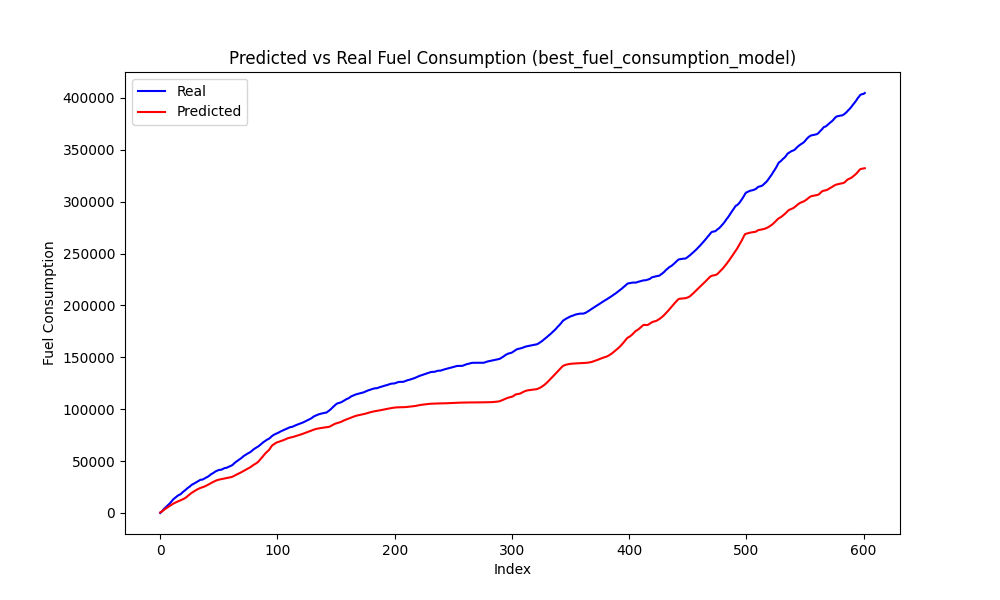 Predicted vs Real Fuel Consumption (best_fuel_consumption_model)
Real
Predicted
400000
350000
300000
250000
200000
150000
100000
50000
0
Fuel Consumption
0 100 200 300 400 500 600
Index